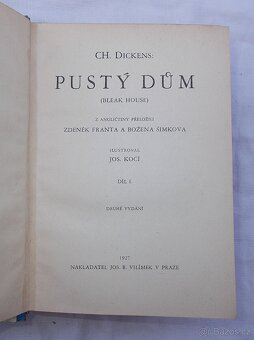 CH. DICKENS:
PUSTÝ DŮM
(BLEAK HOUSE)
Z ANGLIČTINY PŘELOŽILI
ZDENĚK FRANTA A BOŽENA ŠIMKOVA
ILUSTROVAL
JOS. KOČÍ
DÍL I.
DRUHÉ VYDÁNÍ
1927
NAKLADATEL JOS. R. VILÍMEK V PRAZE